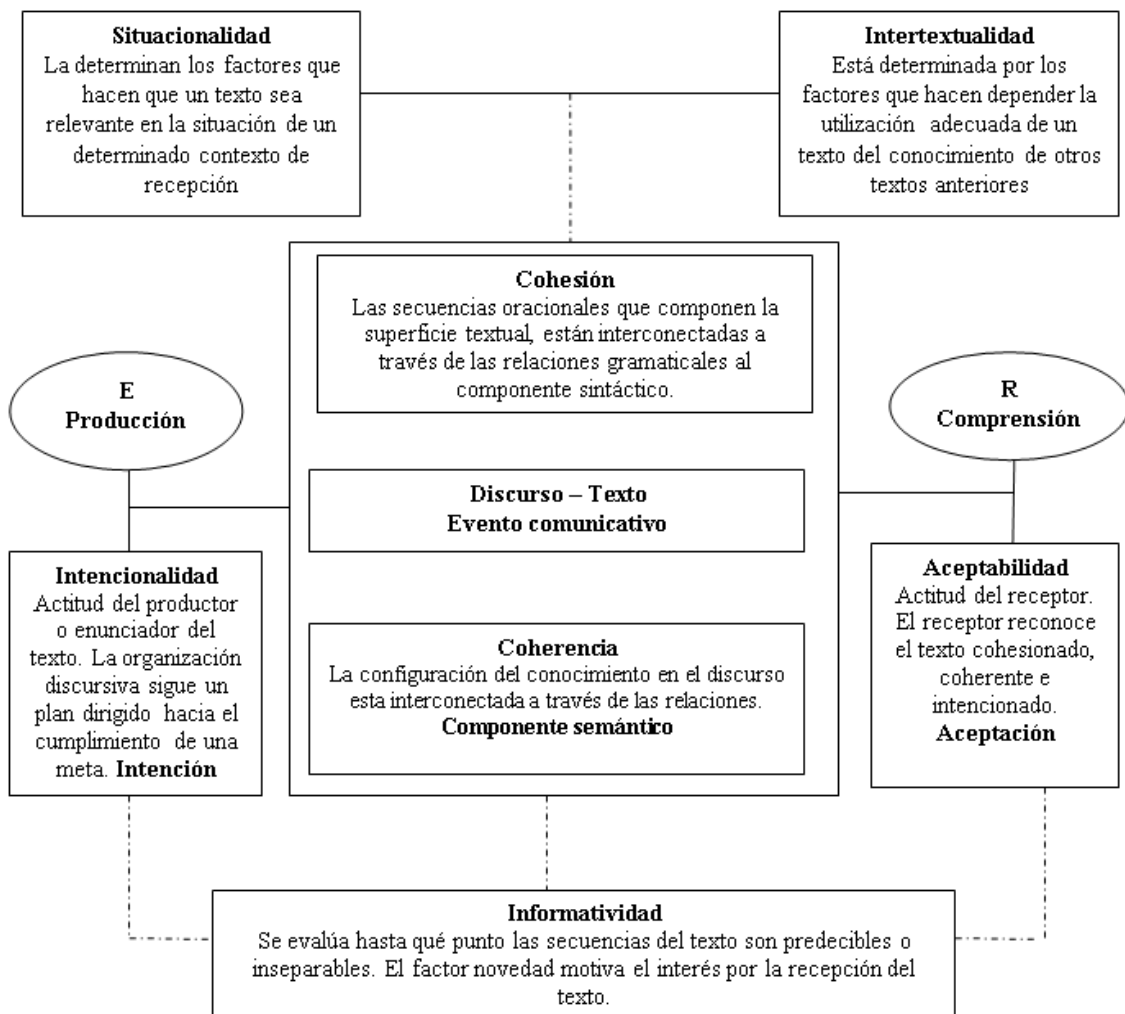 Situacionalidad
La determinan los factores que
hacen que un texto sea
relevante en la situación de un
determinado contexto de
recepción
Intertextualidad
Está determinada por los
factores que hacen depender la
utilización adecuada de un
texto del conocimiento de otros
textos anteriores
Cohesión
Las secuencias oracionales que componen la
superficie textual, están interconectadas a
través de las relaciones gramaticales al
componente sintáctico.
E
Producción
R
Comprensión
Discurso – Texto
Evento comunicativo
Intencionalidad
Actitud del productor
o enunciador del
texto. La organización
discursiva sigue un
plan dirigido hacia el
cumplimiento de una
meta. Intención
Coherencia
La configuración del conocimiento en el discurso
esta interconectada a través de las relaciones.
Componente semántico
Aceptabilidad
Actitud del receptor.
El receptor reconoce
el texto cohesionado,
coherente e
intencionado.
Aceptación
Informatividad
Se evalúa hasta qué punto las secuencias del texto son predecibles o
inseparables. El factor novedad motiva el interés por la recepción del
texto.